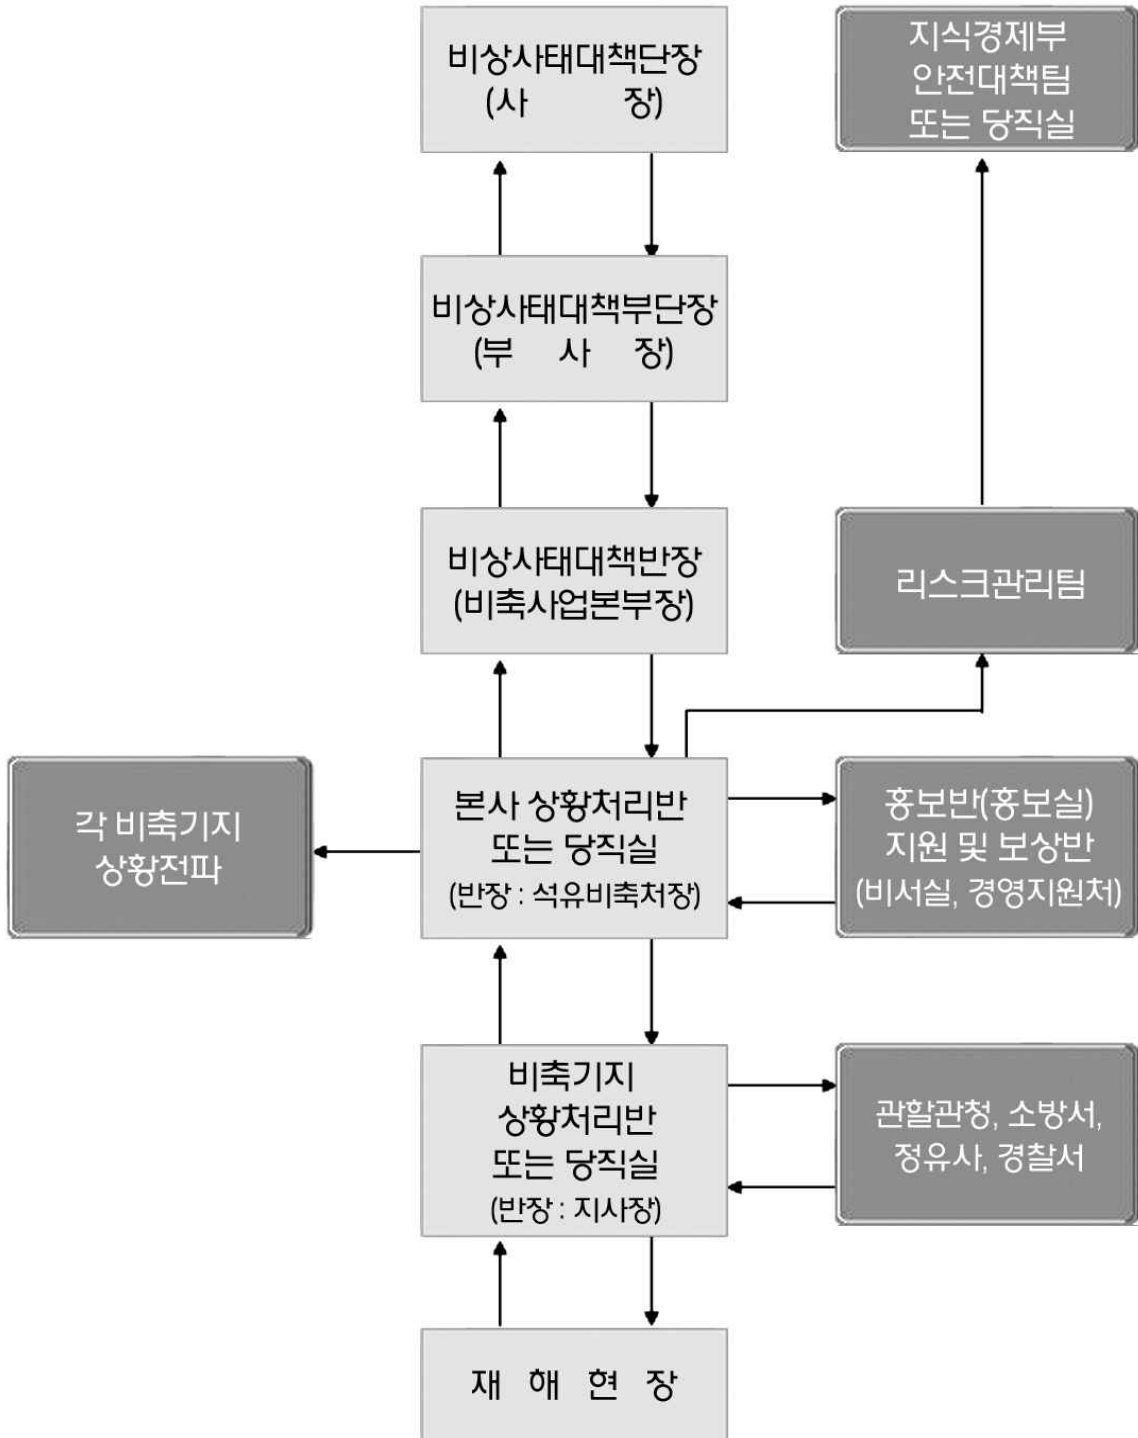 비상사태대책단장
(사 장)
지식경제부
안전대책팀
또는 당직실
비상사태대책부단장
(부 사 장)
비상사태대책반장
(비축사업본부장)
리스크관리팀
각 비축기지
상황전파
본사 상황처리반
또는 당직실
(반장 : 석유비축처장)
홍보반(홍보실)
지원 및 보상반
(비서실, 경영지원처)
비축기지
상황처리반
또는 당직실
(반장 : 지사장)
관할관청, 소방서,
정유사, 경찰서
재 해 현 장